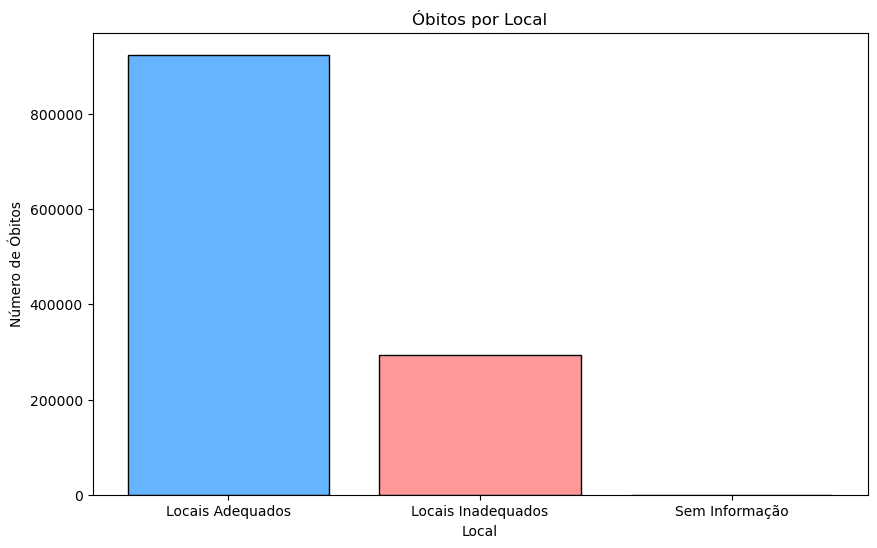 Óbitos por Local
Número de Óbitos
800000
600000
400000
200000
0
Locais Adequados
Locais Inadequados
Sem Informação
Local